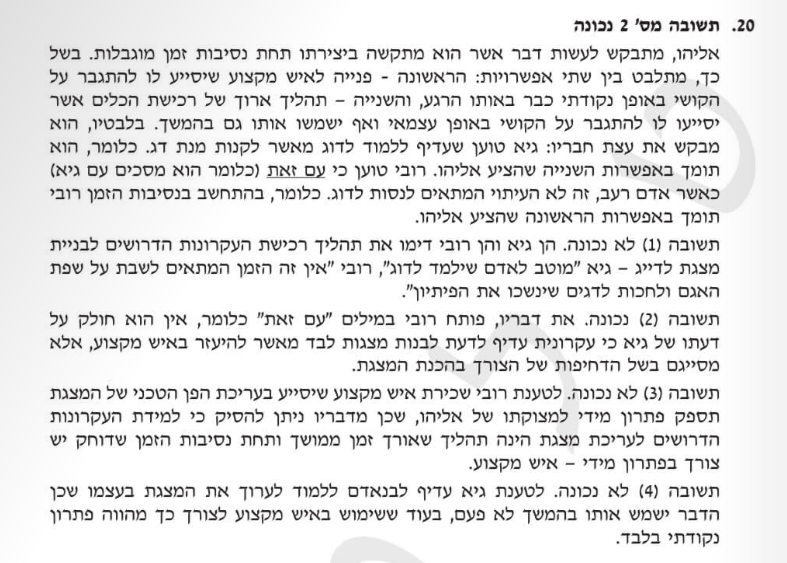 20. תשובה מס' 2 נכונה
אליהו, מתבקש לעשות דבר אשר הוא מתקשה ביצירתו תחת נסיבות זמן מוגבלות. בשל
כך, מתלבט בין שתי אפשרויות: הראשונה - פנייה לאיש מקצוע שיסייע לו להתגבר על
הקושי באופן נקודתי כבר באותו הרגע, והשנייה – תהליך ארוך של רכישת הכלים אשר
יסייעו לו להתגבר על הקושי באופן עצמאי ואף ישמשו אותו גם בהמשך. בלבטיו, הוא
מבקש את עצת חבריו: גיא טוען שעדיף ללמוד לדוג מאשר לקנות מנת דג. כלומר, הוא
תומך באפשרות השנייה שהציע אליהו. רובי טוען כי עם זאת (כלומר הוא מסכים עם גיא)
כאשר אדם רעב, זה לא העיתוי המתאים לנסות לדוג. כלומר, בהתחשב בנסיבות הזמן רובי
תומך באפשרות הראשונה שהציע אליהו.
תשובה (1) לא נכונה. הן גיא והן רובי דימו את תהליך רכישת העקרונות הדרושים לבניית
מצגת לדייג – גיא "מוטב לאדם שילמד לדוג", רובי "אין זה הזמן המתאים לשבת על שפת
האגם ולחכות לדגים שינשכו את הפיתיון".
תשובה (2) נכונה. את דבריו, פותח רובי במילים "עם זאת" כלומר, אין הוא חולק על
דעתו של גיא כי עקרונית עדיף לדעת לבנות מצגות לבד מאשר להיעזר באיש מקצוע, אלא
מסייגם בשל הדחיפות של הצורך בהכנת המצגת.
תשובה (3) לא נכונה. לטענת רובי שכירת איש מקצוע שיסייע בעריכת הפן הטכני של המצגת
תספק פתרון מידי למצוקתו של אליהו, שכן מדבריו ניתן להסיק כי למידת העקרונות
הדרושים לעריכת מצגת הינה תהליך שאורך זמן ממושך ותחת נסיבות הזמן שדוחק יש
צורך בפתרון מידי – איש מקצוע.
תשובה (4) לא נכונה. לטענת גיא עדיף לבנאדם ללמוד לערוך את המצגת בעצמו שכן
הדבר ישמש אותו בהמשך לא פעם, בעוד ששימוש באיש מקצוע לצורך כך מהווה פתרון
נקודתי בלבד.